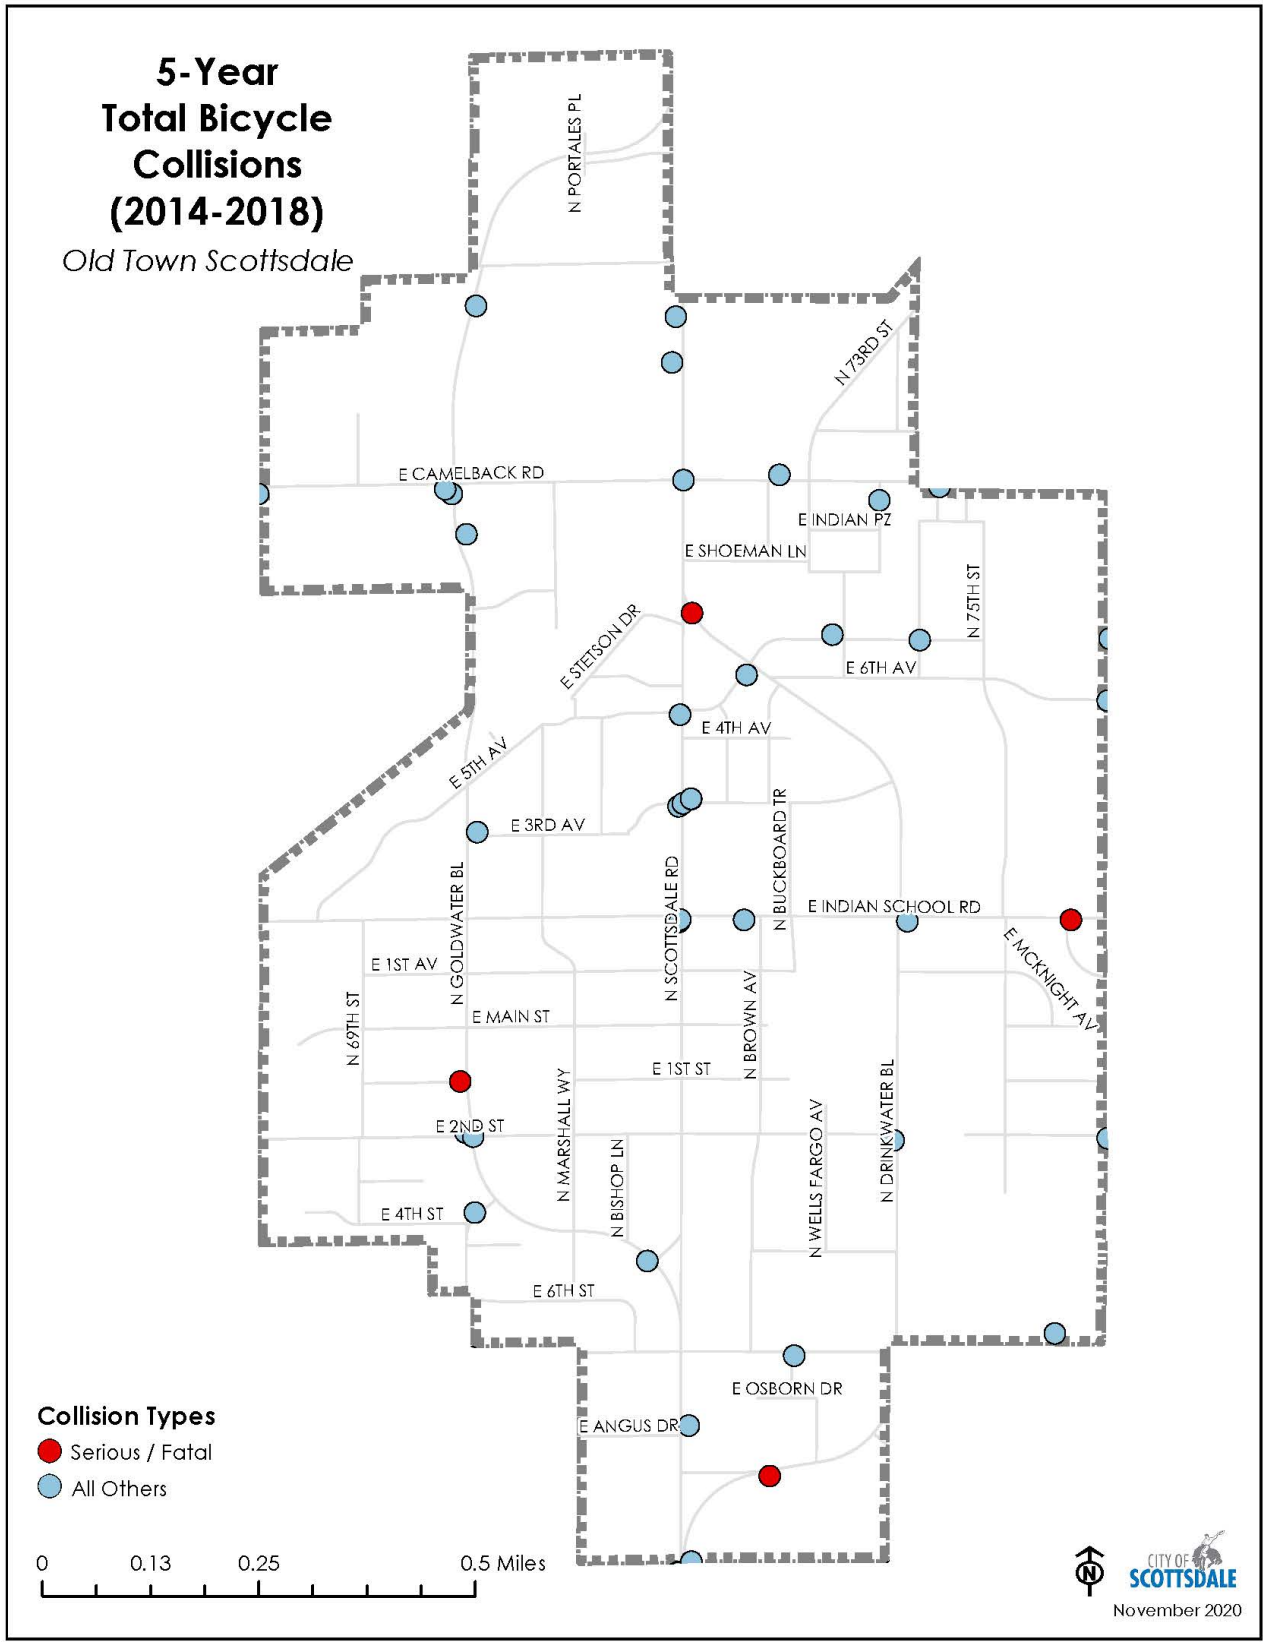 5-Year
Total Bicycle
Collisions
(2014-2018)
Old Town Scottsdale
N PORTALES PL
N 73RD ST
E CAMELBACK RD
E INDIAN PZ
E SHOEMAN LN
N 75TH ST
E STETSON DR
E 6TH AV
E 4TH AV
E 5TH AV
E 3RD AV
N BUCKBOARD TR
N GOLDWATER BL
N SCOTTSDALE RD
E INDIAN SCHOOL RD
E MCKNIGHT AV
E 1ST AV
N 69TH ST
E MAIN ST
N BROWN AV
E 1ST ST
N MARSHALL WY
E 2ND ST
N BISHOP LN
N WELLS FARGO AV
N DRINKWATER BL
E 4TH ST
E 6TH ST
E OSBORN DR
E ANGUS DR
Collision Types
Serious / Fatal
All Others
0 0.13 0.25 0.5 Miles
N
CITY OF
SCOTTSDALE
November 2020